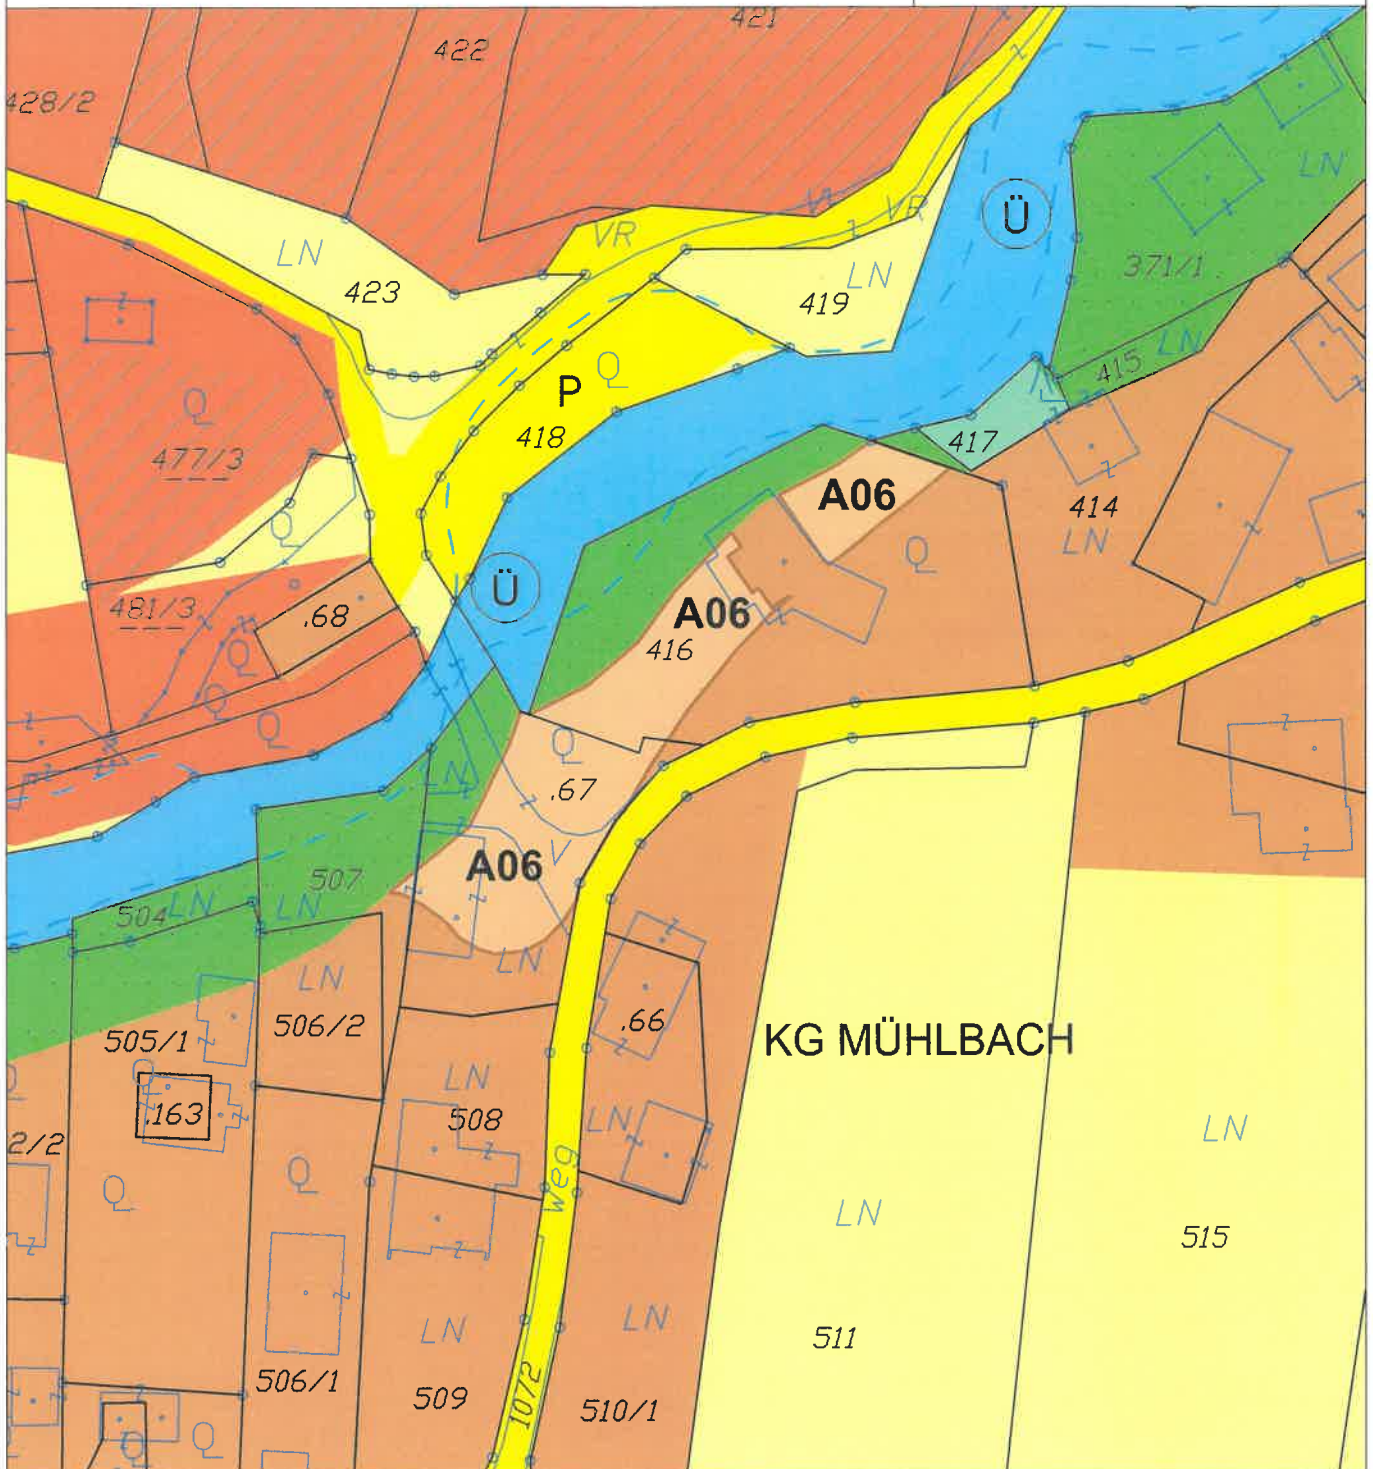 421
422
428/2
LN
VR
VR
Ü
LN
LN
423
419
371/1
Q
Q
P
418
LN
415
417
477/3
A06
414
LN
Q
Q
Ü
481/3
.68
A06
416
Q
Q
Q
Q
.67
LN
V
A06
507
504
LN
LN
LN
LN
506/2
505/1
.66
KG MÜHLBACH
Q
.163
LN
508
LN
LN
2/2
Q
Q
weg
LN
515
LN
LN
511
506/1
509
1072
510/1
Q
Q